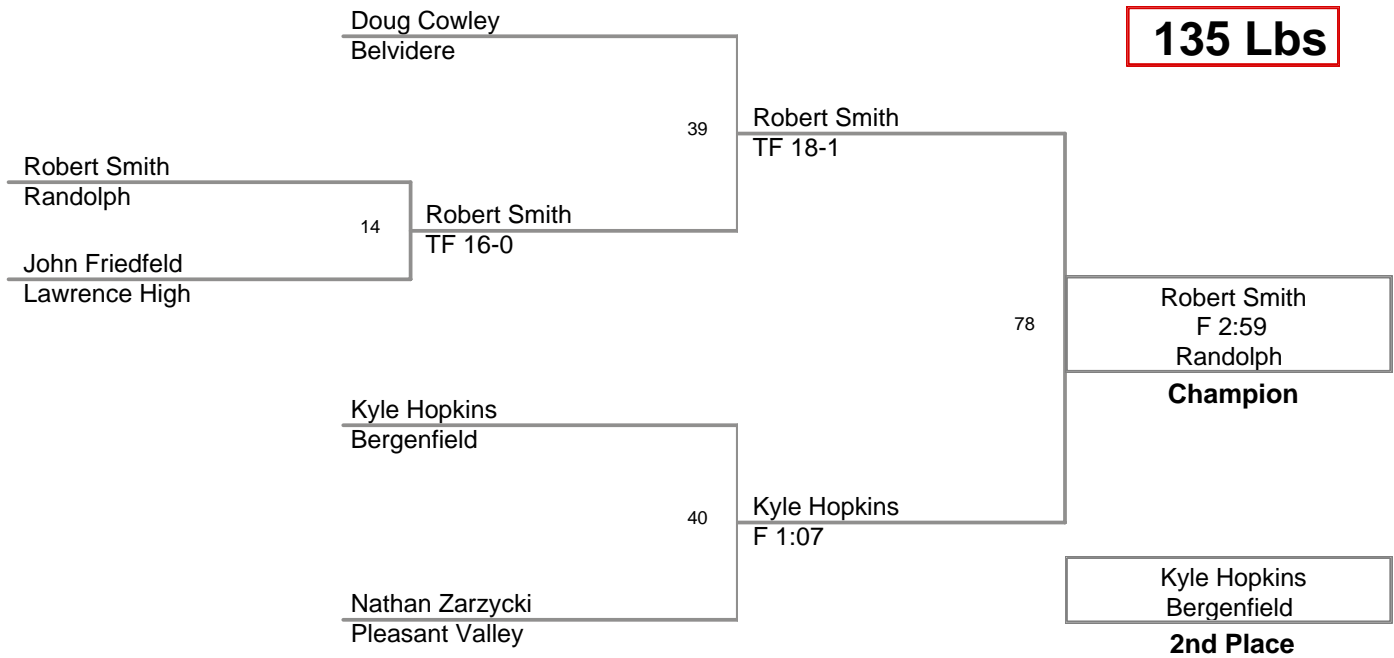 Doug Cowley
Belvidere
135 Lbs
39
Robert Smith
TF 18-1
Robert Smith
Randolph
14
Robert Smith
TF 16-0
John Friedfeld
Lawrence High
78
Robert Smith
F 2:59
Randolph
Champion
Kyle Hopkins
Bergenfield
40
Kyle Hopkins
F 1:07
Nathan Zarzycki
Pleasant Valley
Kyle Hopkins
Bergenfield
2nd Place